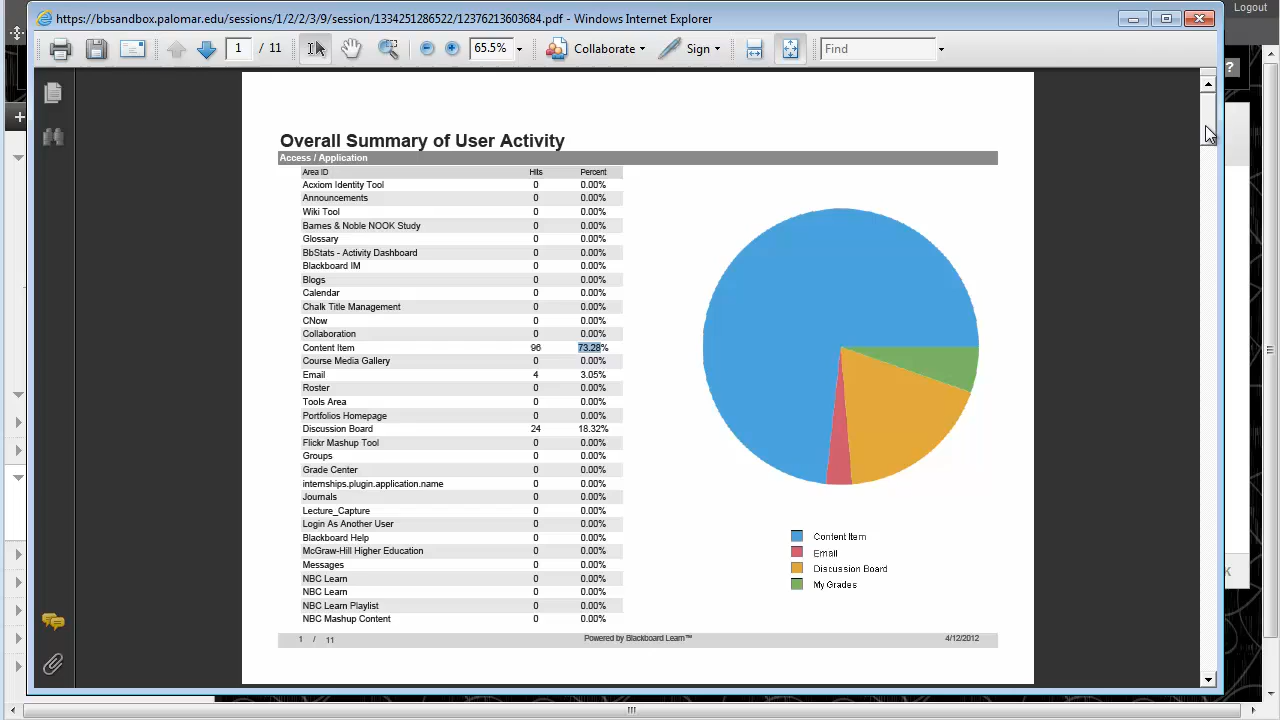 Logout
https://bbsandbox.palomar.edu/sessions/1/2/2/3/9/session/1334251286522/12376213603684.pdf - Windows Internet Explorer
1 / 11 65.5% Collaborate Sign Find
Overall Summary of User Activity
Access / Application
Area ID Hits Percent
Acxiom Identity Tool 0 0.00%
Announcements 0 0.00%
Wiki Tool 0 0.00%
Barnes & Noble NOOK Study 0 0.00%
Glossary 0 0.00%
BbStats - Activity Dashboard 0 0.00%
Blackboard IM 0 0.00%
Blogs 0 0.00%
Calendar 0 0.00%
Chalk Title Management 0 0.00%
CNow 0 0.00%
Collaboration 0 0.00%
Content Item 96 73.28%
Course Media Gallery 0 0.00%
Email 4 3.05%
Roster 0 0.00%
Tools Area 0 0.00%
Portfolios Homepage 0 0.00%
Discussion Board 24 18.32%
Flickr Mashup Tool 0 0.00%
Groups 0 0.00%
Grade Center 0 0.00%
internships.plugin.application.name 0 0.00%
Journals 0 0.00%
Lecture_Capture 0 0.00%
Login As Another User 0 0.00%
Blackboard Help 0 0.00%
McGraw-Hill Higher Education 0 0.00%
Messages 0 0.00%
NBC Learn 0 0.00%
NBC Learn 0 0.00%
NBC Learn Playlist 0 0.00%
NBC Mashup Content 0 0.00%
Content Item
Email
Discussion Board
My Grades
1 / 11 Powered by Blackboard Learn™ 4/12/2012